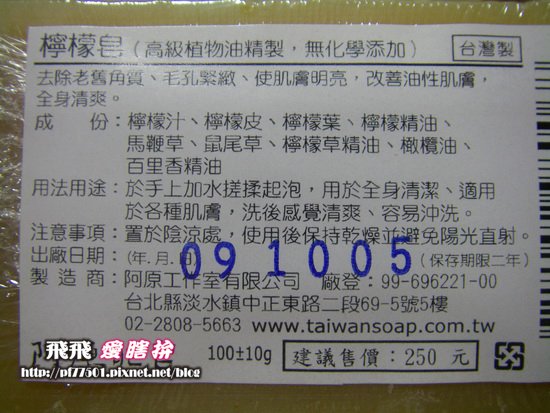 檸檬皂（高級植物油精製，無化學添加） 台灣製
去除老舊角質、毛孔緊緻、使肌膚明亮，改善油性肌膚，
全身清爽。
成　份：檸檬汁、檸檬皮、檸檬葉、檸檬精油、
馬鞭草、鼠尾草、檸檬草精油、橄欖油、
百里香精油
用法用途：於手上加水搓揉起泡，用於全身清潔、適用
於各種肌膚，洗後感覺清爽、容易沖洗。
注意事項：置於陰涼處，使用後保持乾燥並避免陽光直射。
出廠日期：（年.月.日） 091005 （保存期限二年）
製造商：阿原工作室有限公司　廠登：99-696221-00
台北縣淡水鎮中正東路二段69-5號5樓
02-2808-5663 www.taiwansoap.com.tw
100±10g 建議售價：250 元
飛飛 愛瞎拚
http://pf77501.pixnet.net/blog